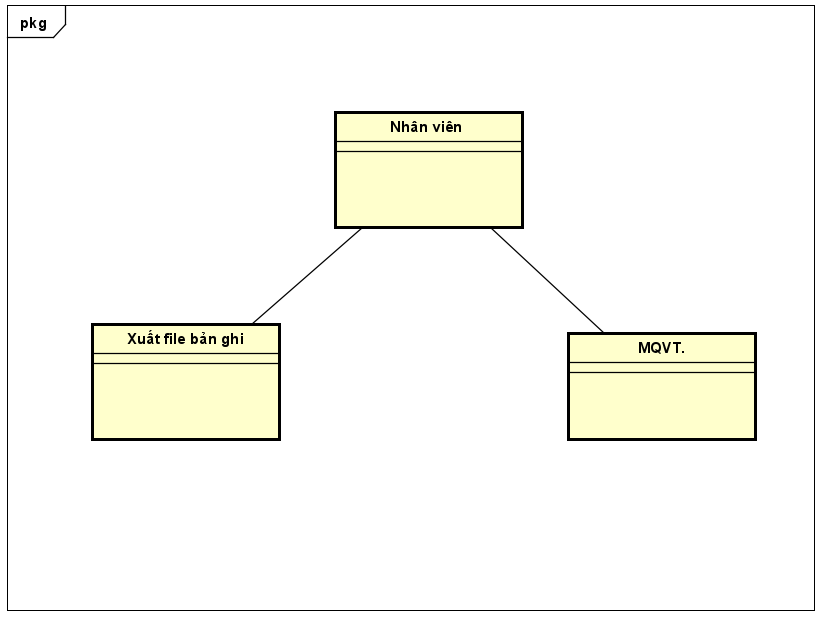 pkg
Nhân viên
Xuất file bản ghi
MQVT.